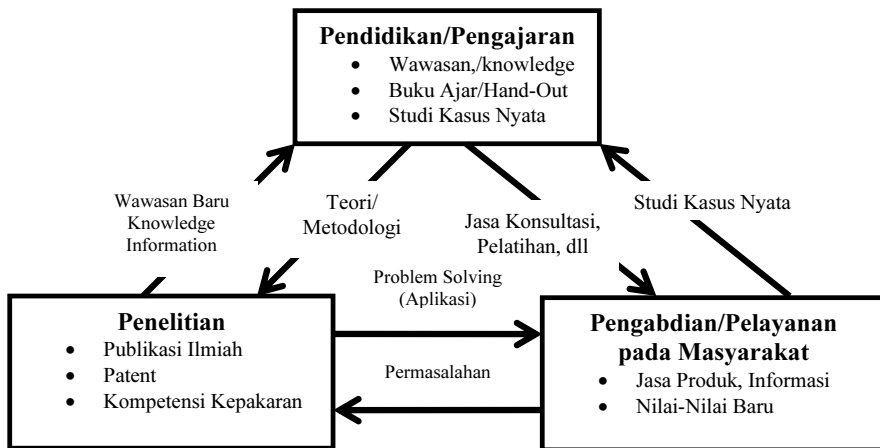 Pendidikan/Pengajaran
• Wawasan,/knowledge
• Buku Ajar/Hand-Out
• Studi Kasus Nyata
Wawasan Baru
Knowledge
Information
Teori/
Metodologi
Jasa Konsultasi,
Pelatihan, dll
Studi Kasus Nyata
Problem Solving
(Aplikasi)
Penelitian
• Publikasi Ilmiah
• Patent
• Kompetensi Kepakaran
Permasalahan
Pengabdian/Pelayanan
pada Masyarakat
• Jasa Produk, Informasi
• Nilai-Nilai Baru